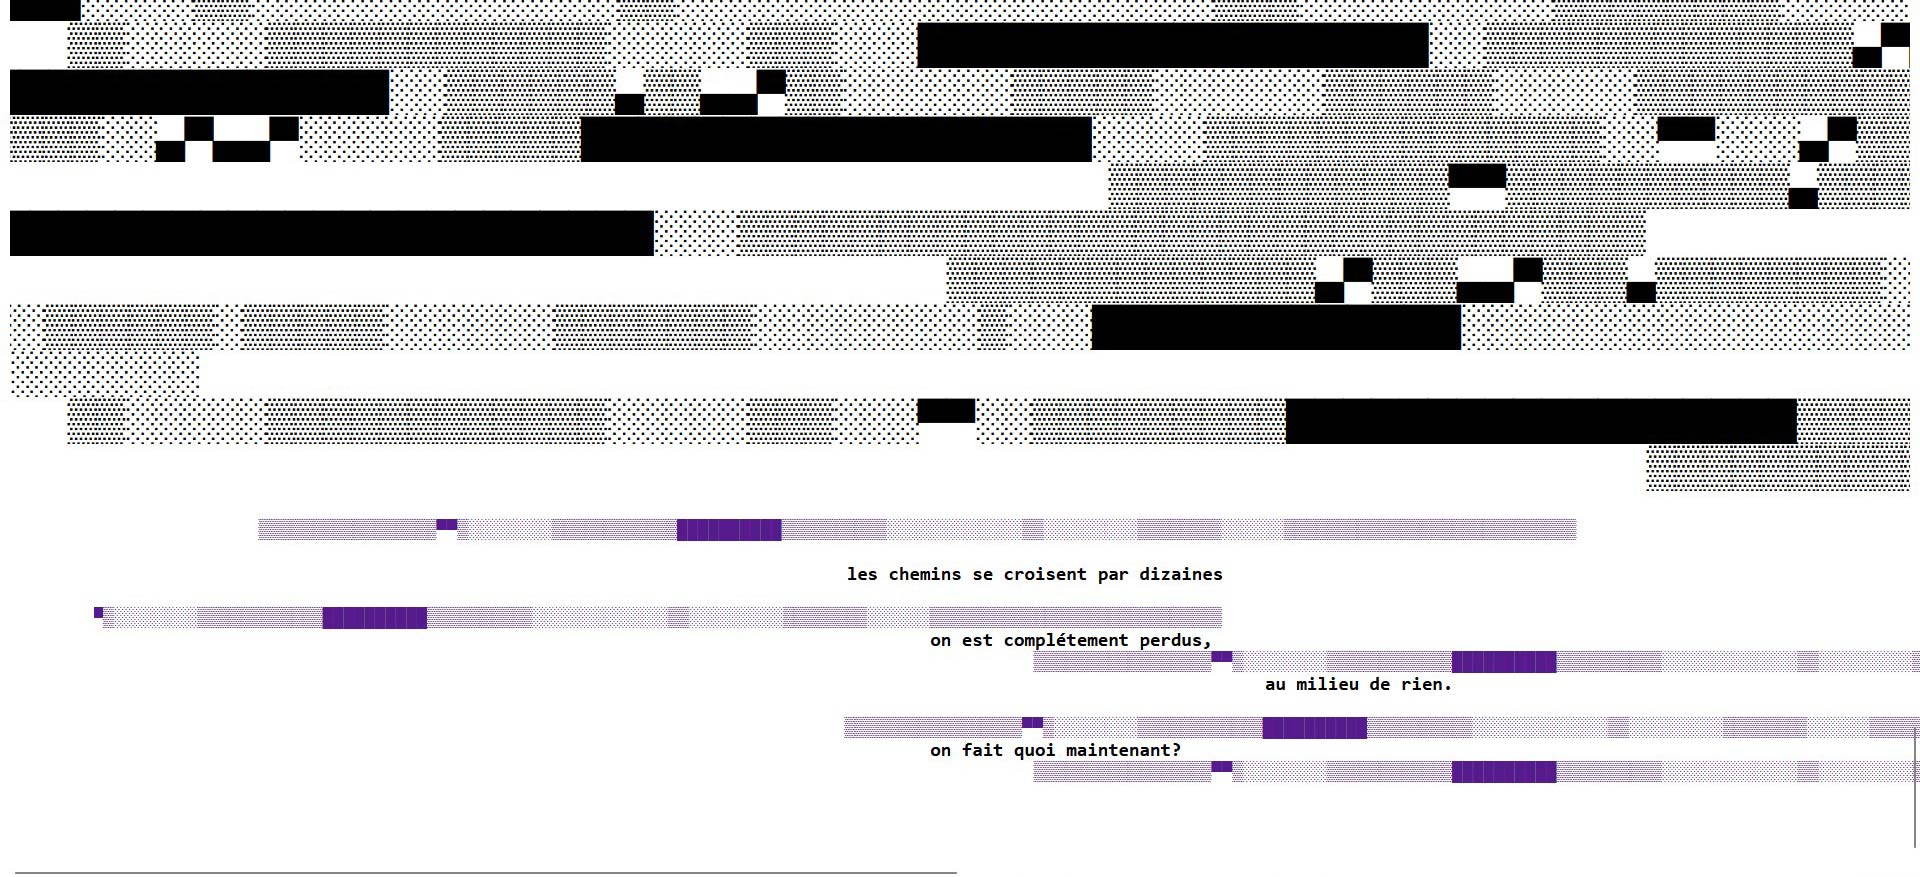 les chemins se croisent par dizaines
on est complétement perdus,
au milieu de rien.
on fait quoi maintenant?